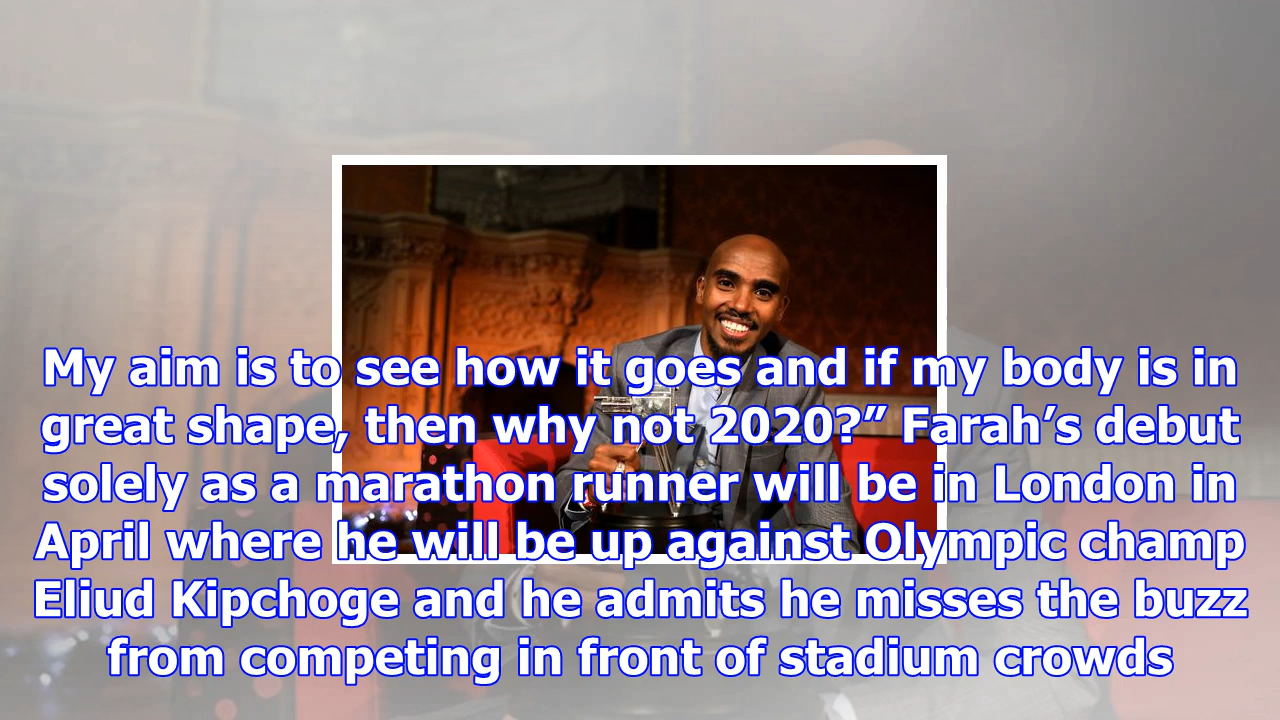 My aim is to see how it goes and if my body is in
great shape, then why not 2020?” Farah’s debut
solely as a marathon runner will be in London in
April where he will be up against Olympic champ
Eliud Kipchoge and he admits he misses the buzz
from competing in front of stadium crowds